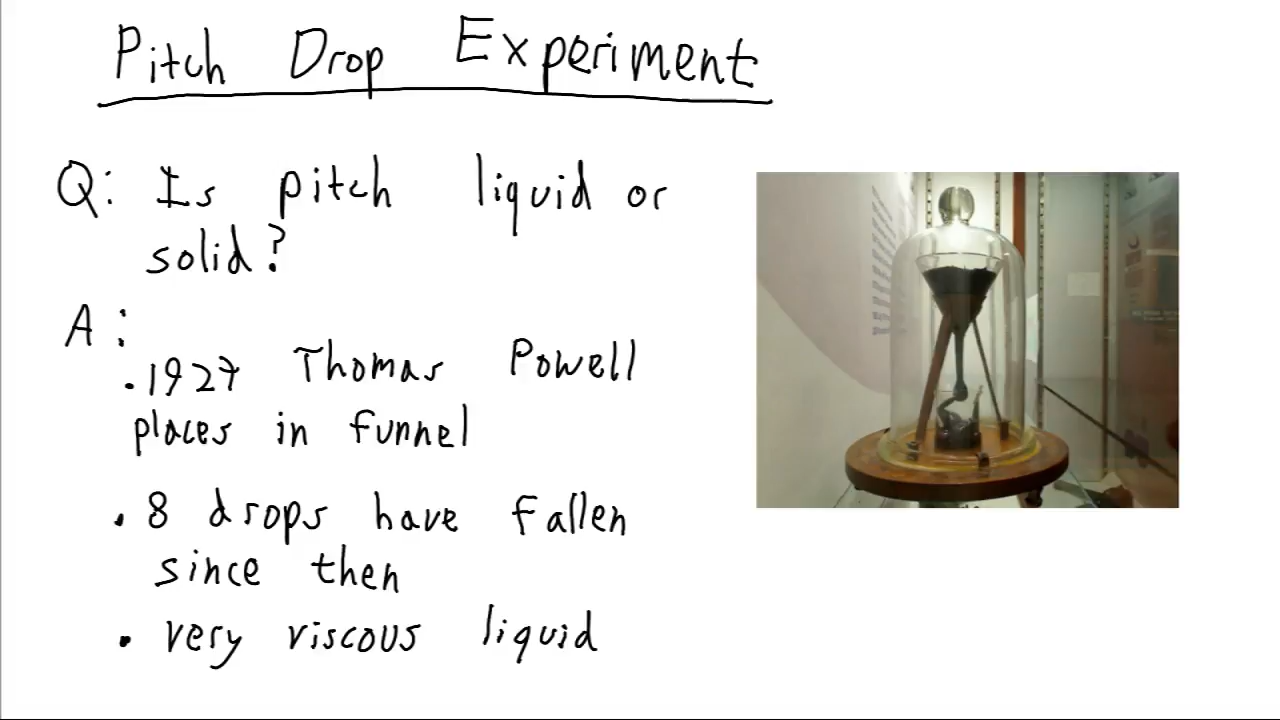 Pitch Drop Experiment
Q: Is pitch liquid or
solid?
A:
. 1927 Thomas Powell
places in funnel
. 8 drops have fallen
since then
. very viscous liquid